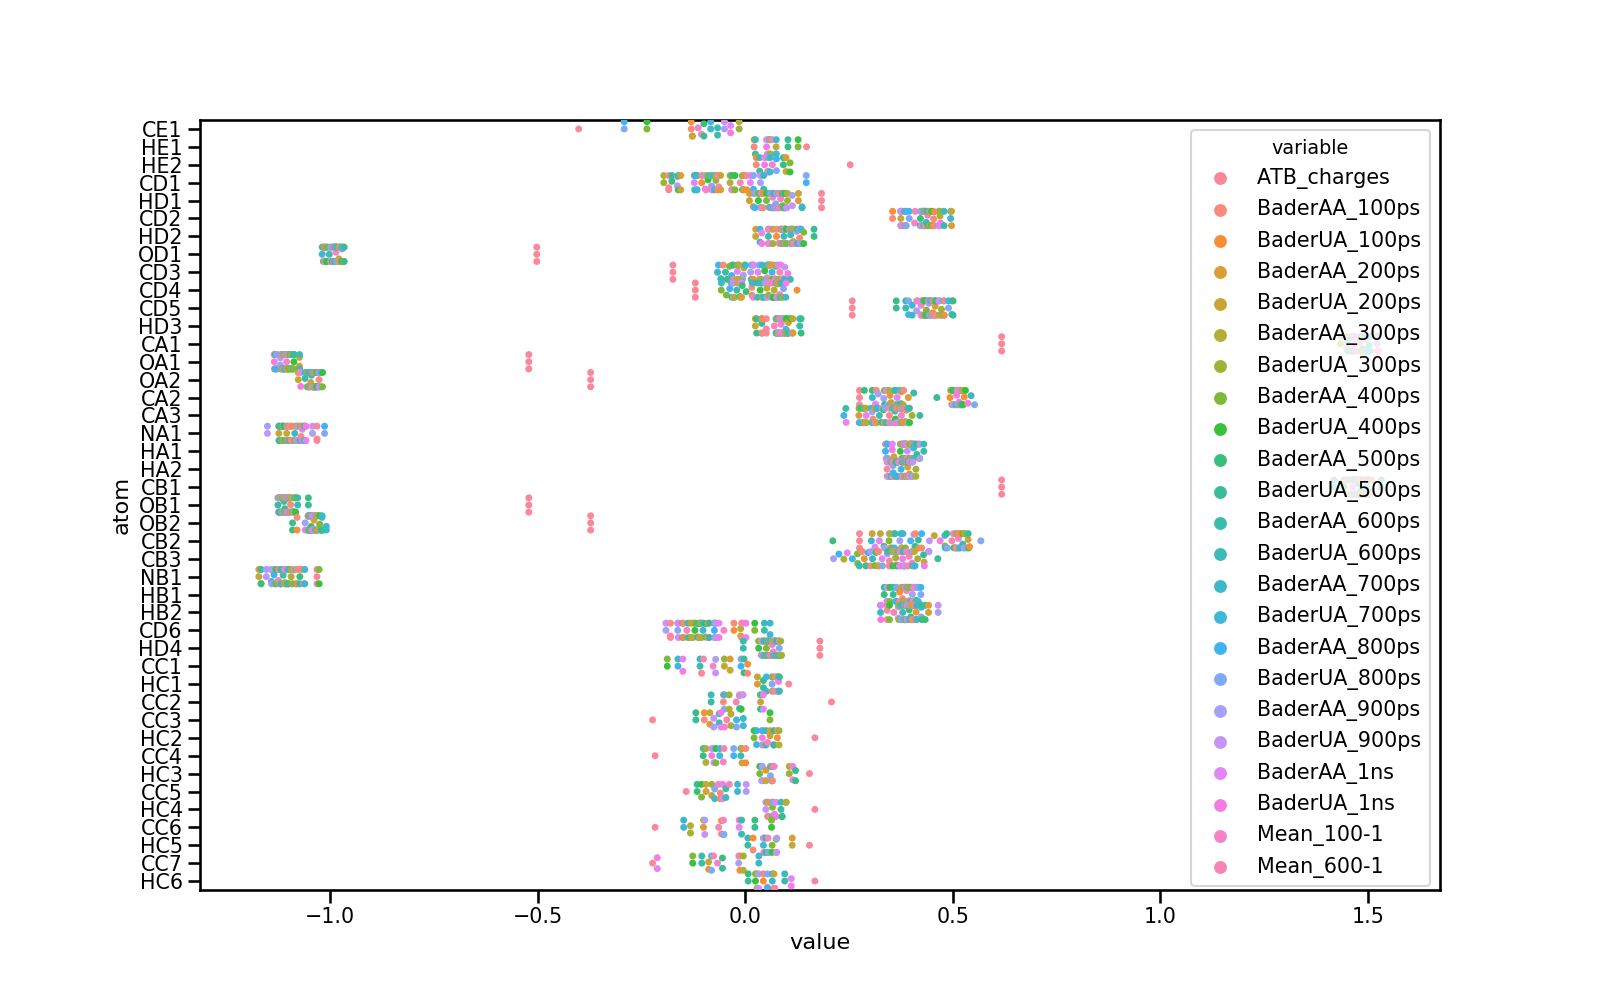 CE1
HE1
HE2
CD1
HD1
CD2
HD2
OD1
CD3
CD4
CD5
HD3
CA1
OA1
OA2
CA2
CA3
NA1
HA1
HA2
CB1
OB1
OB2
CB2
CB3
NB1
HB1
HB2
CD6
HD4
CC1
HC1
CC2
CC3
HC2
CC4
HC3
CC5
HC4
CC6
HC5
CC7
HC6
atom
−1.0
−0.5
0.0
0.5
1.0
1.5
value
variable
ATB_charges
BaderAA_100ps
BaderUA_100ps
BaderAA_200ps
BaderUA_200ps
BaderAA_300ps
BaderUA_300ps
BaderAA_400ps
BaderUA_400ps
BaderAA_500ps
BaderUA_500ps
BaderAA_600ps
BaderUA_600ps
BaderAA_700ps
BaderUA_700ps
BaderAA_800ps
BaderUA_800ps
BaderAA_900ps
BaderUA_900ps
BaderAA_1ns
BaderUA_1ns
Mean_100-1
Mean_600-1